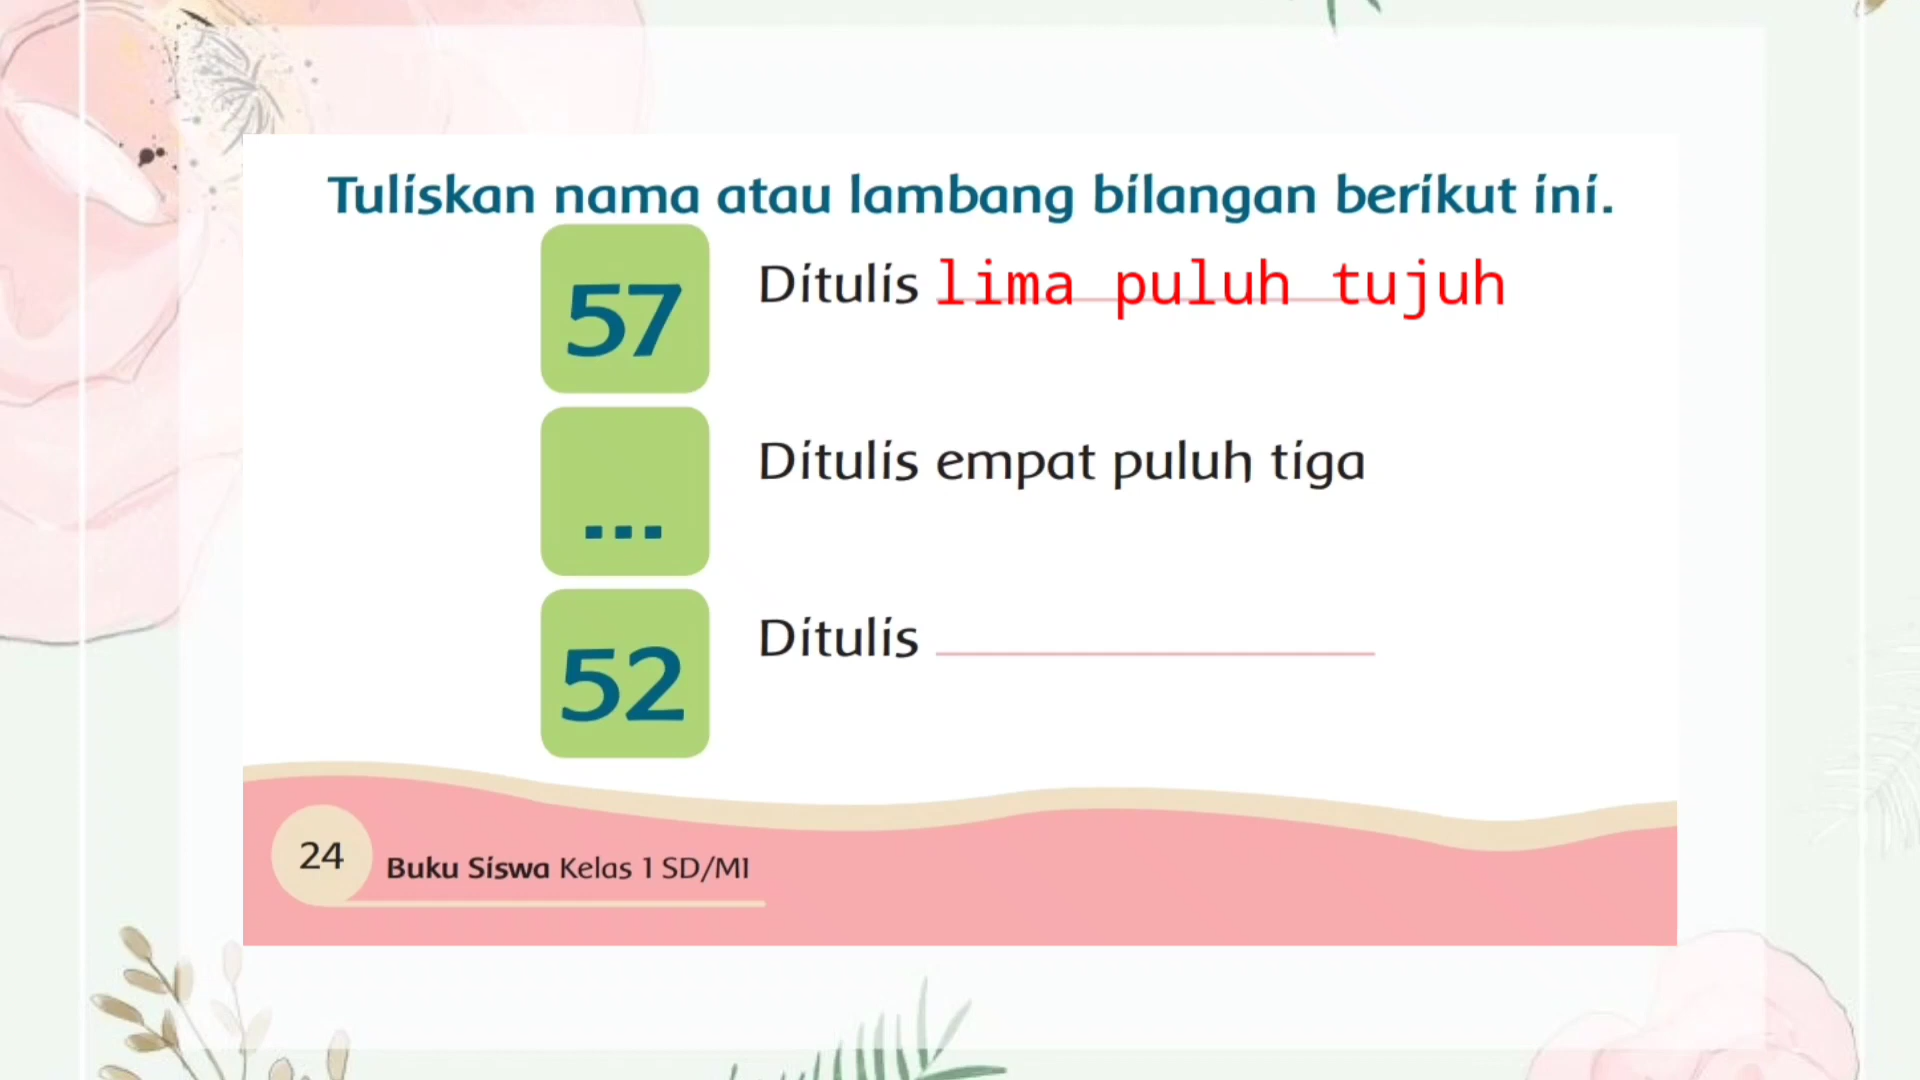 Tuliskan nama atau lambang bilangan berikut ini.
57 Ditulis lima puluh tujuh
... Ditulis empat puluh tiga
52 Ditulis
24 Buku Siswa Kelas 1 SD/MI